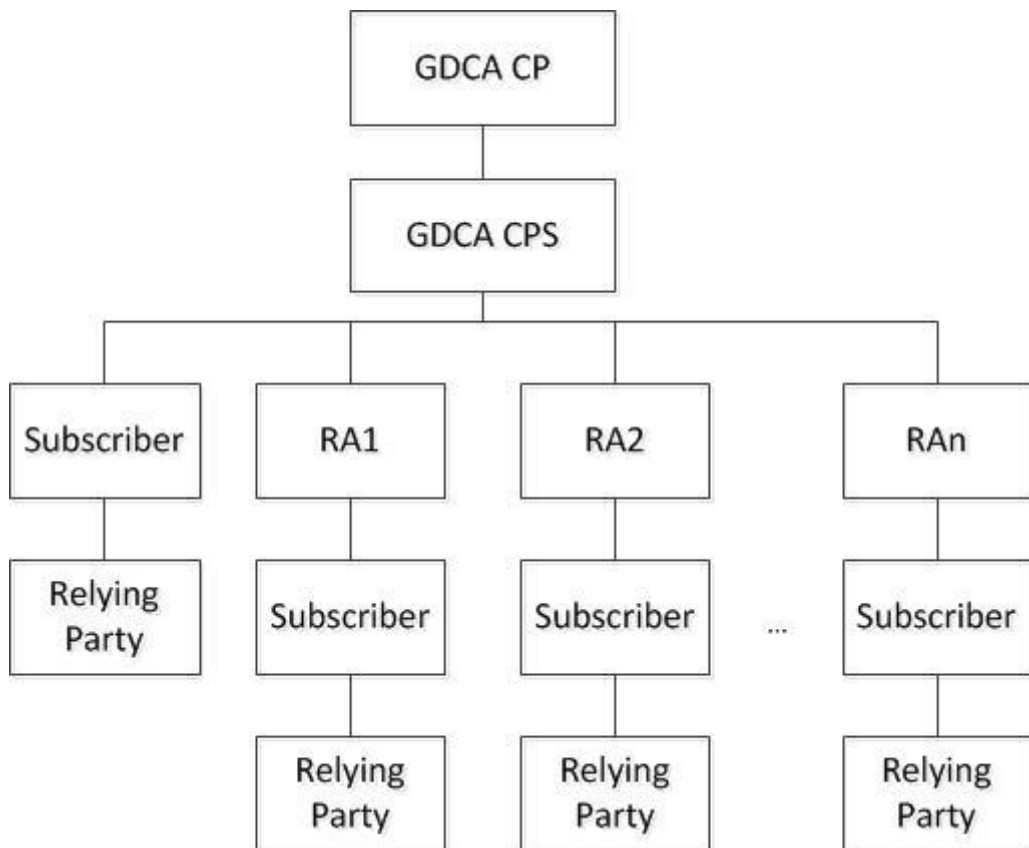 GDCA CP
GDCA CPS
Subscriber
RA1
RA2
RAn
Relying
Party
Subscriber
Subscriber
...
Subscriber
Relying
Party
Relying
Party
Relying
Party